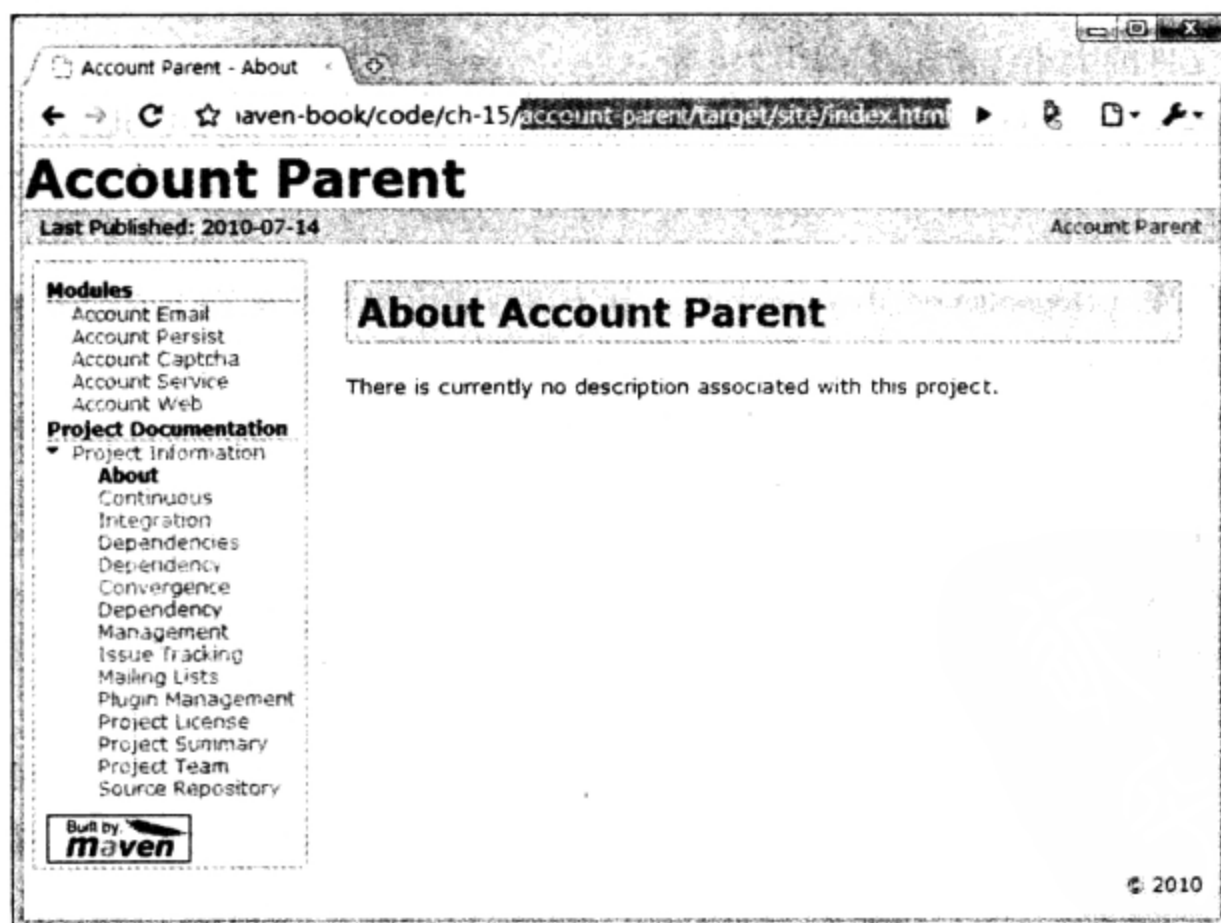 Account Parent - About
aven-book/code/ch-15/account-parent/target/site/index.htm
Account Parent
Last Published: 2010-07-14
Account Parent
Modules
Account Email
Account Persist
Account Captcha
Account Service
Account Web
Project Documentation
Project Information
About
Continuous
Integration
Dependencies
Dependency
Convergence
Dependency
Management
Issue Tracking
Mailing Lists
Plugin Management
Project License
Project Summary
Project Team
Source Repository
Built by:
maven
About Account Parent
There is currently no description associated with this project.
© 2010